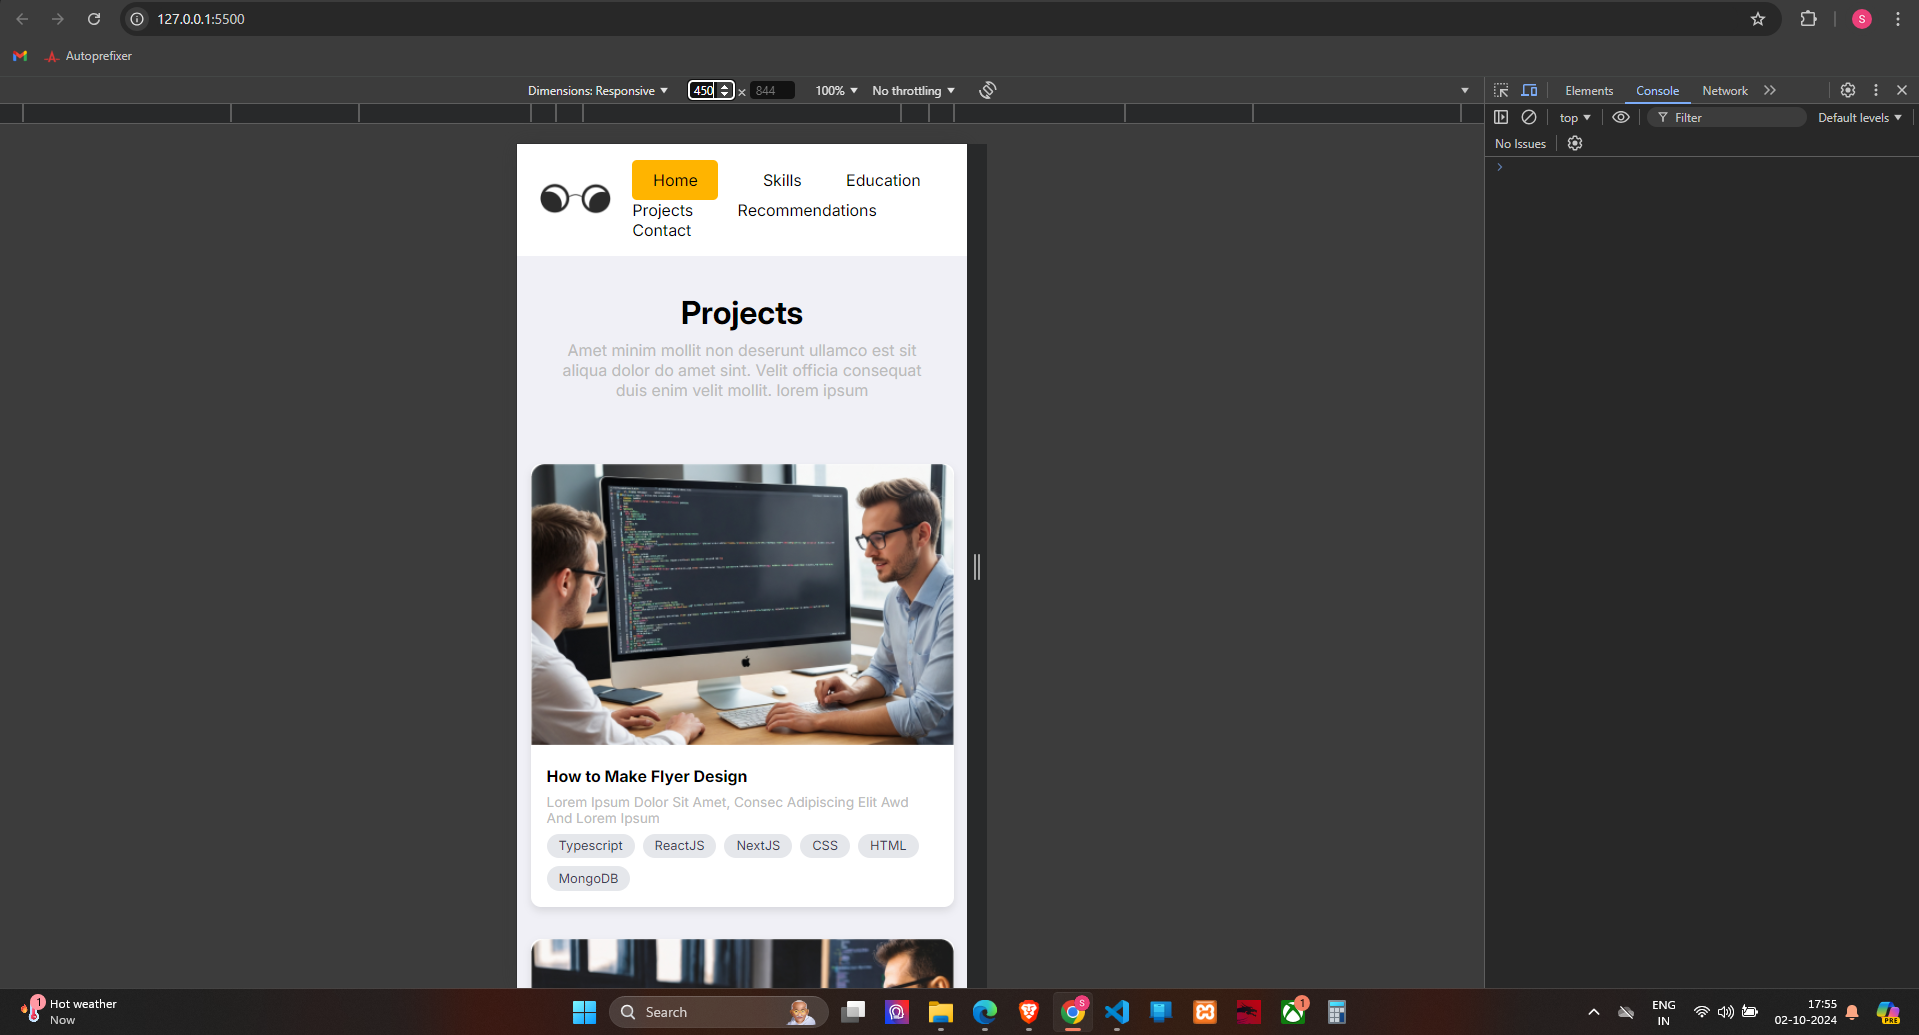 127.0.0.1:5500
S
Autoprefixer
Dimensions: Responsive
450 × 844
100%
No throttling
Elements
Console
Network
top
Filter
Default levels
No Issues
Home
Skills
Education
Projects
Recommendations
Contact
Projects
Amet minim mollit non deserunt ullamco est sit
aliqua dolor do amet sint. Velit officia consequat
duis enim velit mollit. lorem ipsum
How to Make Flyer Design
Lorem Ipsum Dolor Sit Amet, Consec Adipiscing Elit Awd
And Lorem Ipsum
Typescript
ReactJS
NextJS
CSS
HTML
MongoDB
1
Hot weather
Now
Search
S
1
ENG
IN
17:55
02-10-2024
PRE